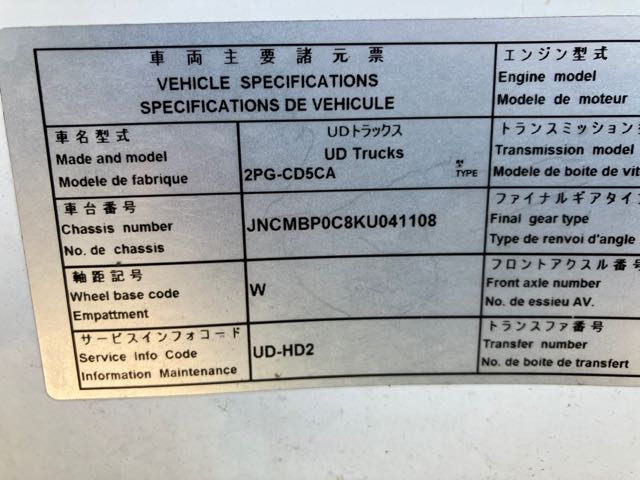 車両主要諸元票
VEHICLE SPECIFICATIONS
SPECIFICATIONS DE VEHICULE
エンジン型式
Engine model
Modele de moteur
車名型式
Made and model
Modele de fabrique
UDトラックス
UD Trucks
2PG-CD5CA
型
TYPE
トランスミッション
Transmission model
Modele de boite de vit
車台番号
Chassis number
No. de chassis
JNCMBP0C8KU041108
ファイナルギアタイ
Final gear type
Type de renvoi d'angle
軸距記号
Wheel base code
Empattment
W
フロントアクスル番号
Front axle number
No. de essieu AV.
サービスインフォコード
Service Info Code
Information Maintenance
UD-HD2
トランスファ番号
Transfer number
No. de boite de transfert